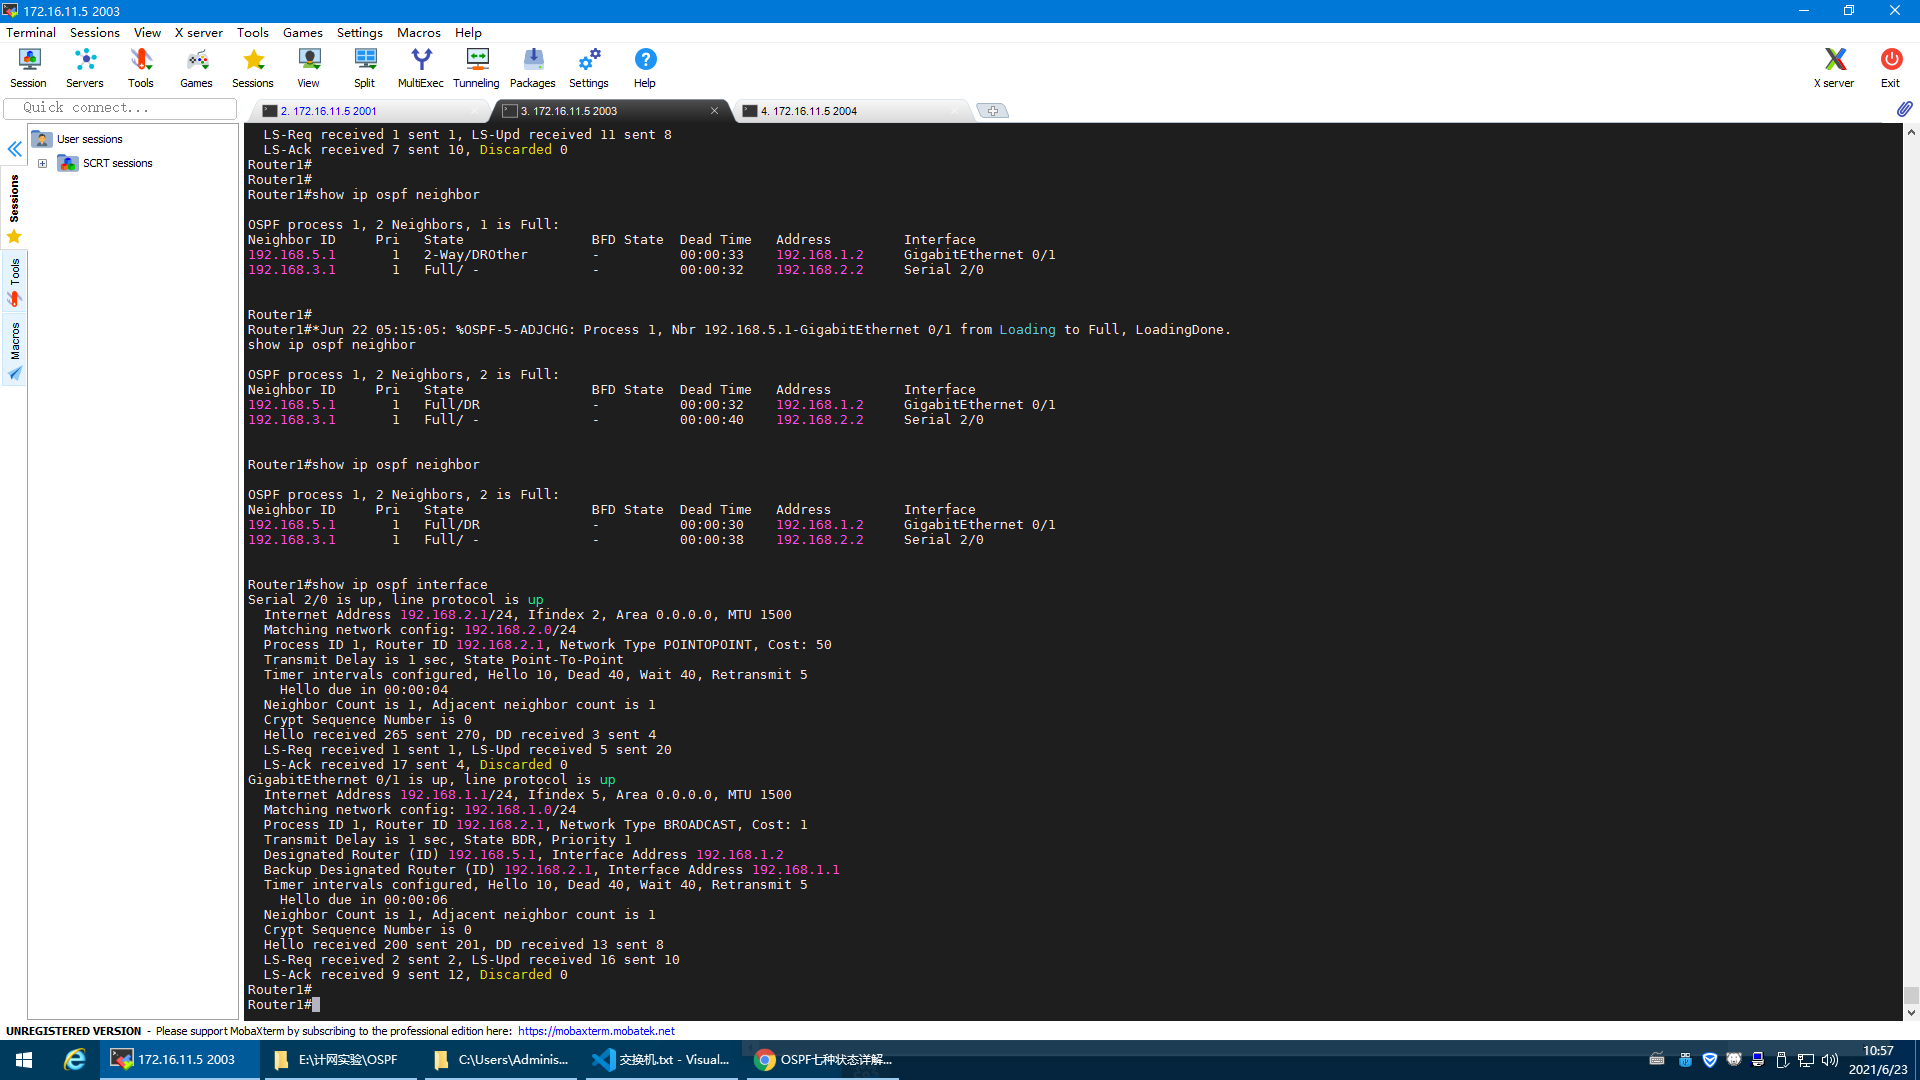 172.16.11.5 2003
Terminal Sessions View X server Tools Games Settings Macros Help
Session Servers Tools Games Sessions View Split MultiExec Tunneling Packages Settings Help X server Exit
Quick connect...
2. 172.16.11.5 2001
3. 172.16.11.5 2003
4. 172.16.11.5 2004
User sessions
SCRT sessions
Sessions
Tools
Macros
LS-Req received 1 sent 1, LS-Upd received 11 sent 8
LS-Ack received 7 sent 10, Discarded 0
Router1#
Router1#
Router1#show ip ospf neighbor
OSPF process 1, 2 Neighbors, 1 is Full:
Neighbor ID Pri State BFD State Dead Time Address Interface
192.168.5.1 1 2-Way/DROther - 00:00:33 192.168.1.2 GigabitEthernet 0/1
192.168.3.1 1 Full/ - - 00:00:32 192.168.2.2 Serial 2/0
Router1#
Router1#*Jun 22 05:15:05: %OSPF-5-ADJCHG: Process 1, Nbr 192.168.5.1-GigabitEthernet 0/1 from Loading to Full, LoadingDone.
show ip ospf neighbor
OSPF process 1, 2 Neighbors, 2 is Full:
Neighbor ID Pri State BFD State Dead Time Address Interface
192.168.5.1 1 Full/DR - 00:00:32 192.168.1.2 GigabitEthernet 0/1
192.168.3.1 1 Full/ - - 00:00:40 192.168.2.2 Serial 2/0
Router1#show ip ospf neighbor
OSPF process 1, 2 Neighbors, 2 is Full:
Neighbor ID Pri State BFD State Dead Time Address Interface
192.168.5.1 1 Full/DR - 00:00:30 192.168.1.2 GigabitEthernet 0/1
192.168.3.1 1 Full/ - - 00:00:38 192.168.2.2 Serial 2/0
Router1#show ip ospf interface
Serial 2/0 is up, line protocol is up
Internet Address 192.168.2.1/24, Ifindex 2, Area 0.0.0.0, MTU 1500
Matching network config: 192.168.2.0/24
Process ID 1, Router ID 192.168.2.1, Network Type POINTOPOINT, Cost: 50
Transmit Delay is 1 sec, State Point-To-Point
Timer intervals configured, Hello 10, Dead 40, Wait 40, Retransmit 5
Hello due in 00:00:04
Neighbor Count is 1, Adjacent neighbor count is 1
Crypt Sequence Number is 0
Hello received 265 sent 270, DD received 3 sent 4
LS-Req received 1 sent 1, LS-Upd received 5 sent 20
LS-Ack received 17 sent 4, Discarded 0
GigabitEthernet 0/1 is up, line protocol is up
Internet Address 192.168.1.1/24, Ifindex 5, Area 0.0.0.0, MTU 1500
Matching network config: 192.168.1.0/24
Process ID 1, Router ID 192.168.2.1, Network Type BROADCAST, Cost: 1
Transmit Delay is 1 sec, State BDR, Priority 1
Designated Router (ID) 192.168.5.1, Interface Address 192.168.1.2
Backup Designated Router (ID) 192.168.2.1, Interface Address 192.168.1.1
Timer intervals configured, Hello 10, Dead 40, Wait 40, Retransmit 5
Hello due in 00:00:06
Neighbor Count is 1, Adjacent neighbor count is 1
Crypt Sequence Number is 0
Hello received 200 sent 201, DD received 13 sent 8
LS-Req received 2 sent 2, LS-Upd received 16 sent 10
LS-Ack received 9 sent 12, Discarded 0
Router1#
Router1#
UNREGISTERED VERSION - Please support MobaXterm by subscribing to the professional edition here: https://mobaxterm.mobatek.net
172.16.11.5 2003
E:\计网实验\OSPF
C:\Users\Adminis...
交换机.txt - Visual...
OSPF七种状态详解...
10:57
2021/6/23